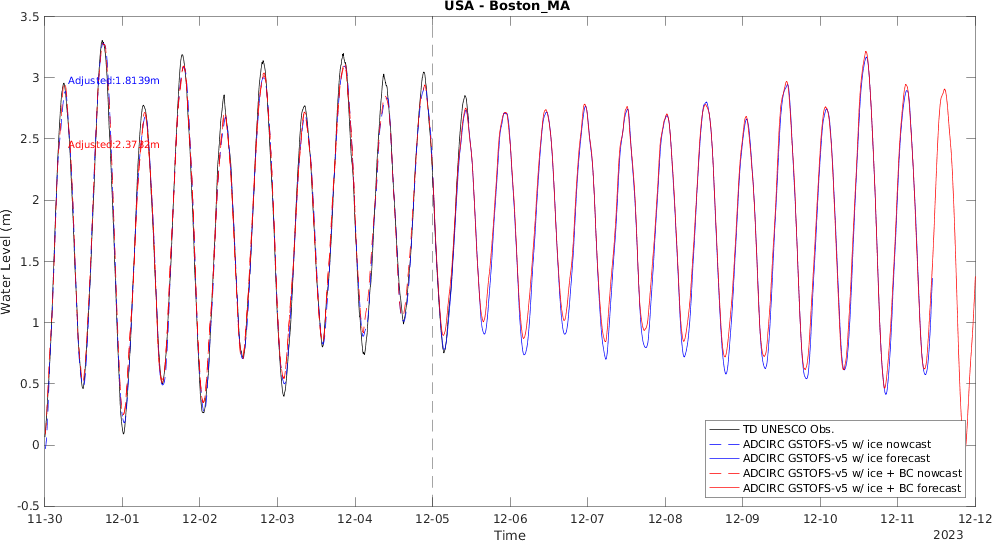 USA - Boston_MA
3.5
3
2.5
2
1.5
1
0.5
0
-0.5
Water Level (m)
Adjusted:1.8139m
Adjusted:2.3732m
TD UNESCO Obs.
ADCIRC GSTOFS-v5 w/ ice nowcast
ADCIRC GSTOFS-v5 w/ ice forecast
ADCIRC GSTOFS-v5 w/ ice + BC nowcast
ADCIRC GSTOFS-v5 w/ ice + BC forecast
11-30 12-01 12-02 12-03 12-04 12-05 12-06 12-07 12-08 12-09 12-10 12-11 12-12
Time
2023